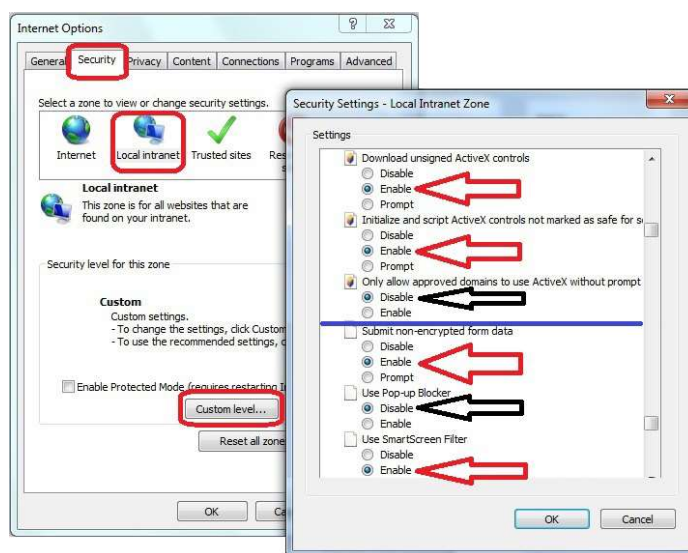 Internet Options
General Security Privacy Content Connections Programs Advanced
Select a zone to view or change security settings.
Internet Local intranet Trusted sites
Local intranet
This zone is for all websites that are
found on your intranet.
Security level for this zone
Custom
Custom settings.
- To change the settings, click Custom
- To use the recommended settings,
Enable Protected Mode (requires restarting
Custom level...
Reset all zone
OK
Security Settings - Local Intranet Zone
Settings
Download unsigned ActiveX controls
Disable
Enable
Prompt
Initialize and script ActiveX controls not marked as safe for
Disable
Enable
Prompt
Only allow approved domains to use ActiveX without prompt
Disable
Enable
Submit non-encrypted form data
Disable
Enable
Prompt
Use Pop-up Blocker
Disable
Enable
Use SmartScreen Filter
Disable
Enable
OK Cancel